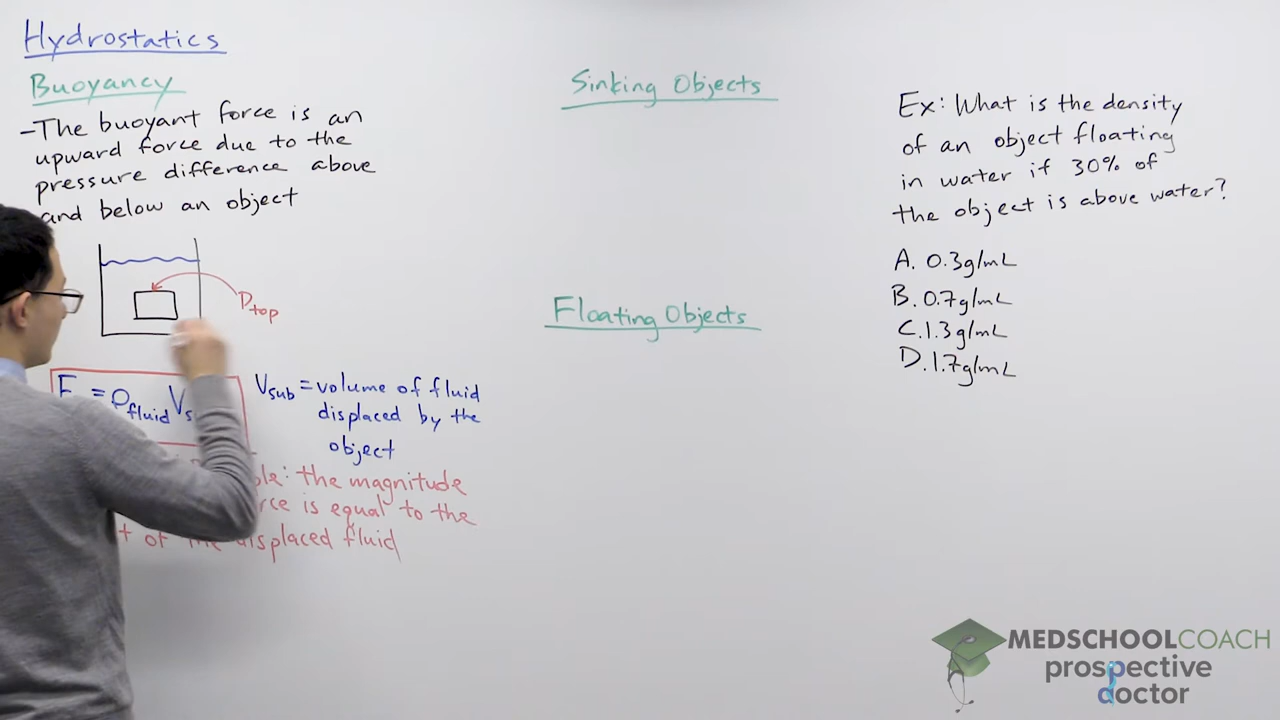 Hydrostatics
Buoyancy
-The buoyant force is an
upward force due to the
pressure difference above
and below an object
Ptop
F = ρfluid Vs
Vsub = volume of fluid
displaced by the
object
the magnitude
is equal to the
of the displaced fluid
Sinking Objects
Floating Objects
Ex: What is the density
of an object floating
in water if 30% of
the object is above water?
A. 0.3g/mL
B. 0.7g/mL
C. 1.3g/mL
D. 1.7g/mL
MEDSCHOOLCOACH
prospective
doctor